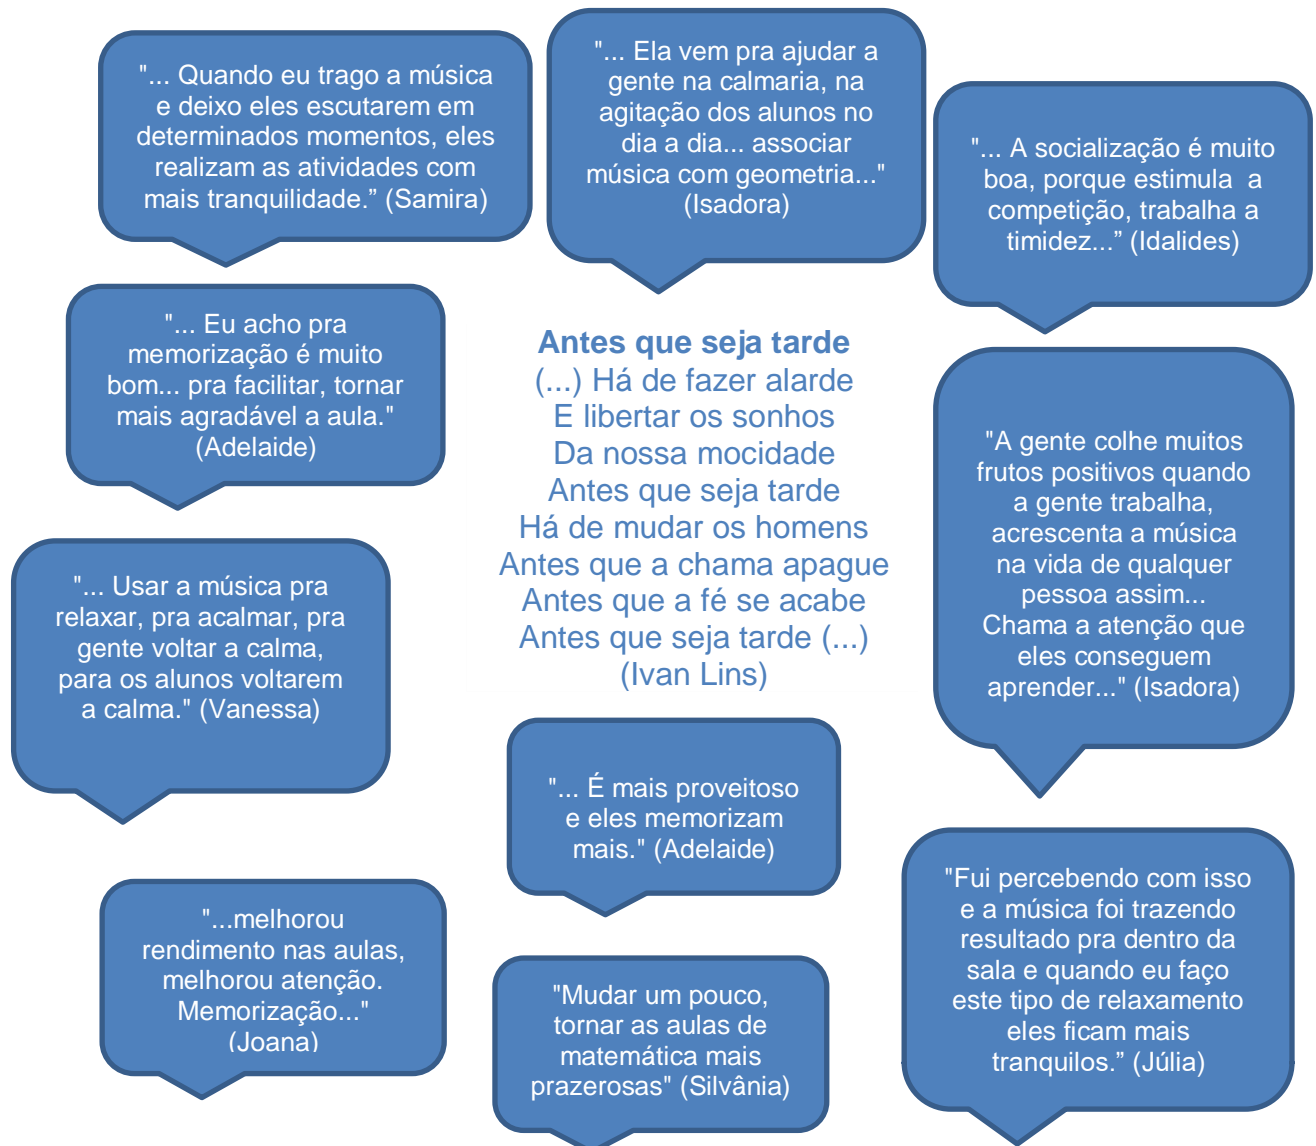 "... Quando eu trago a música
e deixo eles escutarem em
determinados momentos, eles
realizam as atividades com
mais tranquilidade.” (Samira)
"... Ela vem pra ajudar a
gente na calmaria, na
agitação dos alunos no
dia a dia... associar
música com geometria..."
(Isadora)
"... A socialização é muito
boa, porque estimula  a
competição, trabalha a
timidez...” (Idalides)
"... Eu acho pra
memorização é muito
bom... pra facilitar, tornar
mais agradável a aula."
(Adelaide)
Antes que seja tarde
(...) Há de fazer alarde
E libertar os sonhos
Da nossa mocidade
Antes que seja tarde
Há de mudar os homens
Antes que a chama apague
Antes que a fé se acabe
Antes que seja tarde (...)
(Ivan Lins)
"A gente colhe muitos
frutos positivos quando
a gente trabalha,
acrescenta a música
na vida de qualquer
pessoa assim...
Chama a atenção que
eles conseguem
aprender..." (Isadora)
"... Usar a música pra
relaxar, pra acalmar, pra
gente voltar a calma,
para os alunos voltarem
a calma." (Vanessa)
"... É mais proveitoso
e eles memorizam
mais." (Adelaide)
"Fui percebendo com isso
e a música foi trazendo
resultado pra dentro da
sala e quando eu faço
este tipo de relaxamento
eles ficam mais
tranquilos.” (Júlia)
"...melhorou
rendimento nas aulas,
melhorou atenção.
Memorização..."
(Joana)
"Mudar um pouco,
tornar as aulas de
matemática mais
prazerosas" (Silvânia)